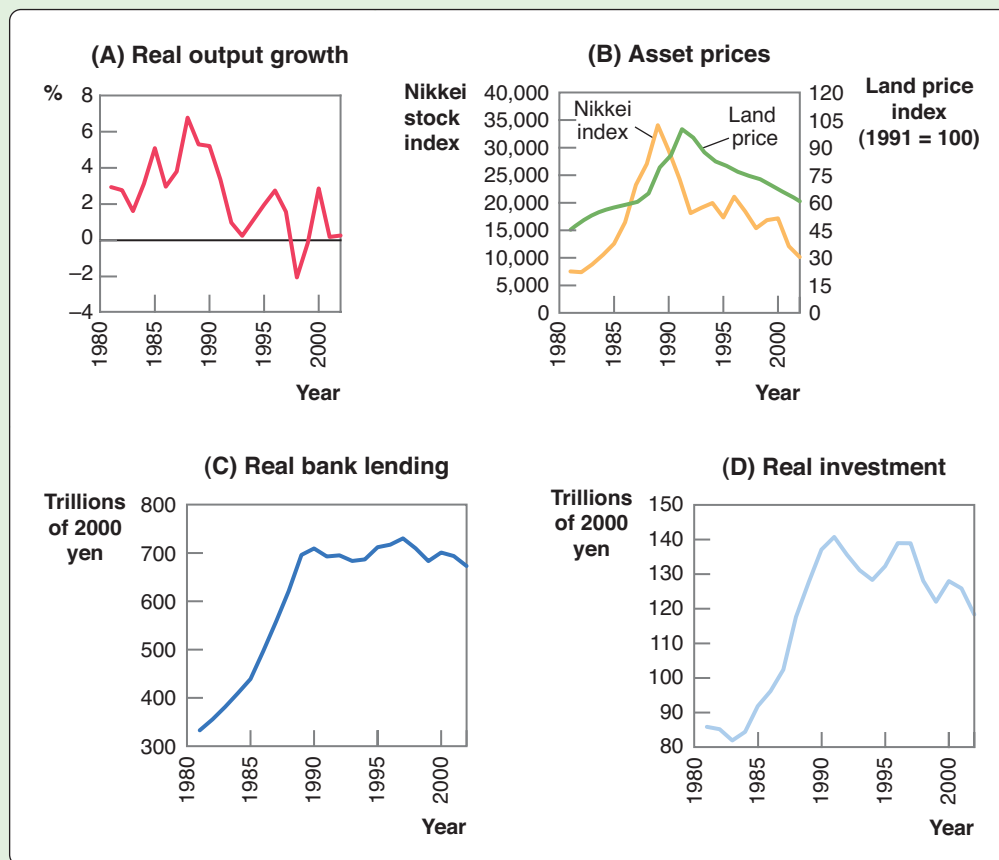 (A) Real output growth
%
8
6
4
2
0
–2
–4
1980
1985
1990
1995
2000
Year
(B) Asset prices
Nikkei
stock
index
40,000
35,000
30,000
25,000
20,000
15,000
10,000
5,000
0
Nikkei
index
Land
price
Land price
index
(1991 = 100)
120
105
90
75
60
45
30
15
0
1980
1985
1990
1995
2000
Year
(C) Real bank lending
Trillions
of 2000
yen
800
700
600
500
400
300
1980
1985
1990
1995
2000
Year
(D) Real investment
Trillions
of 2000
yen
150
140
130
120
110
100
90
80
1980
1985
1990
1995
2000
Year